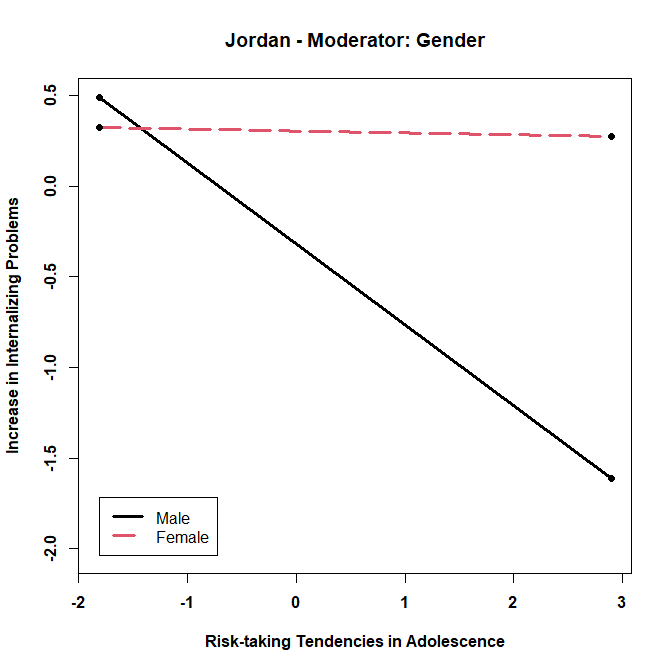 Jordan - Moderator: Gender
Increase in Internalizing Problems
0.5
0.0
-0.5
-1.0
-1.5
-2.0
Male
Female
-2 -1 0 1 2 3
Risk-taking Tendencies in Adolescence